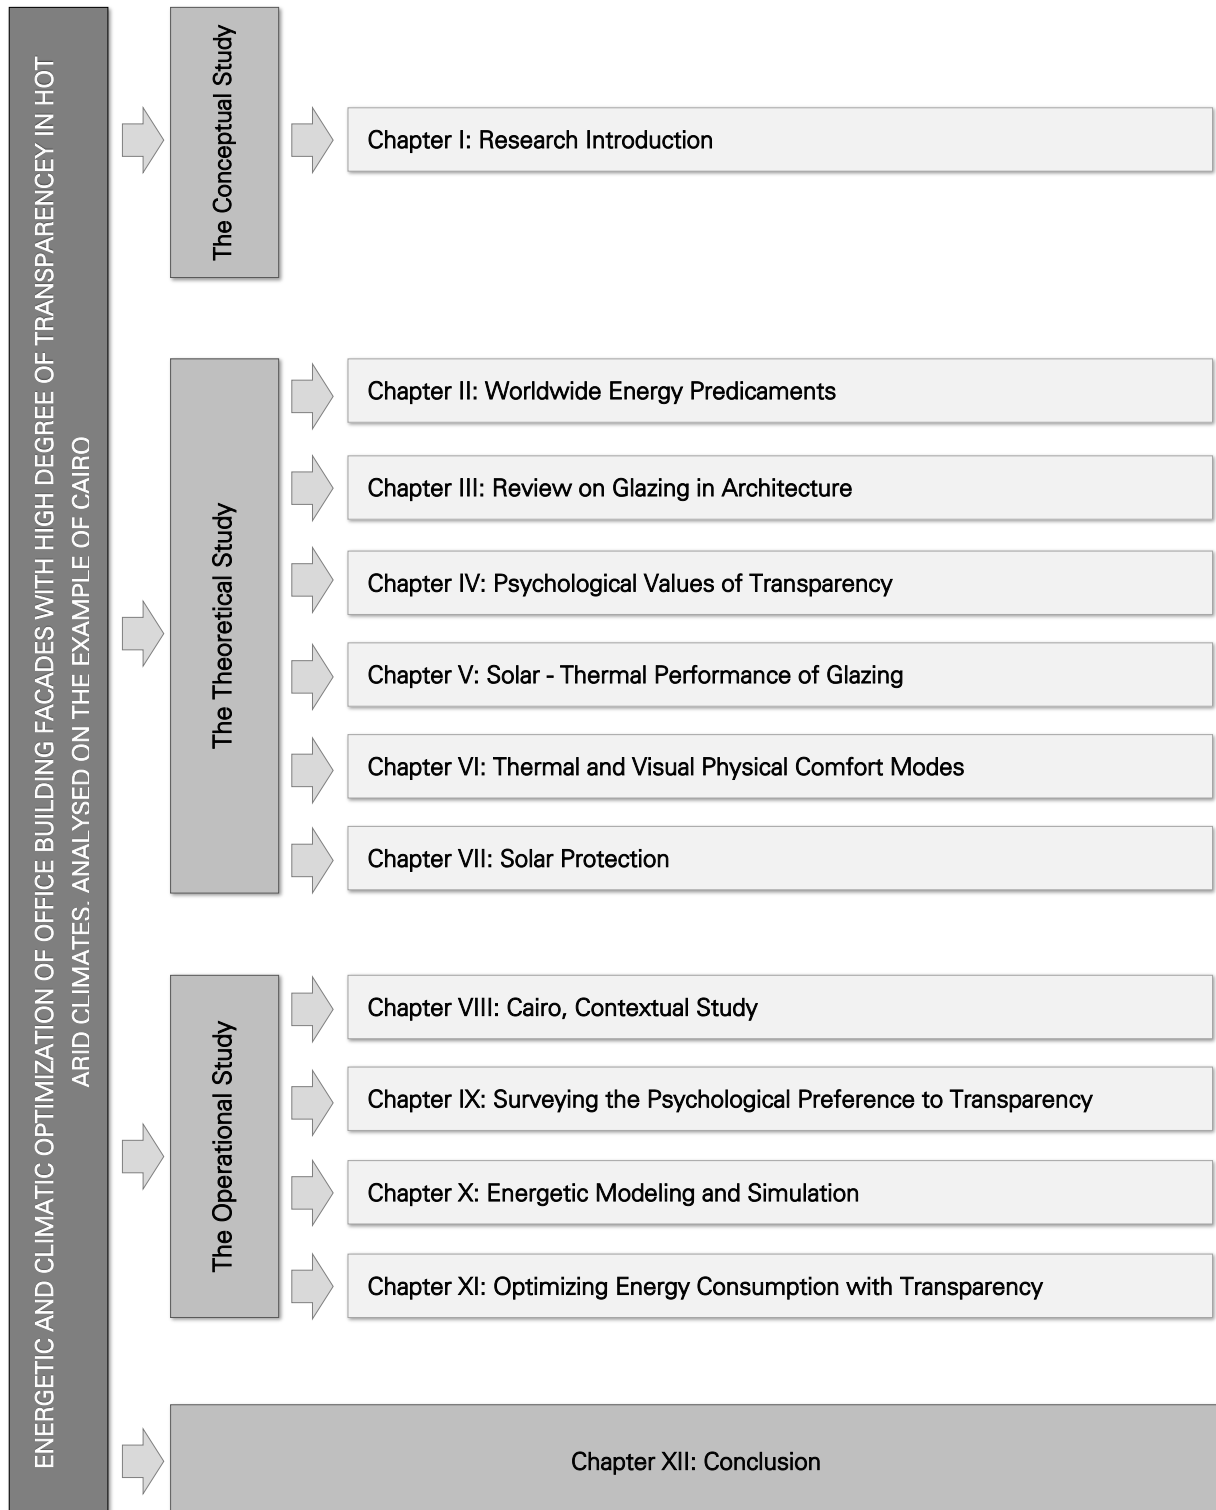 ENERGETIC AND CLIMATIC OPTIMIZATION OF OFFICE BUILDING FACADES WITH HIGH DEGREE OF TRANSPARENCEY IN HOT
ARID CLIMATES. ANALYSED ON THE EXAMPLE OF CAIRO
The Conceptual Study
Chapter I: Research Introduction
The Theoretical Study
Chapter II: Worldwide Energy Predicaments
Chapter III: Review on Glazing in Architecture
Chapter IV: Psychological Values of Transparency
Chapter V: Solar - Thermal Performance of Glazing
Chapter VI: Thermal and Visual Physical Comfort Modes
Chapter VII: Solar Protection
The Operational Study
Chapter VIII: Cairo, Contextual Study
Chapter IX: Surveying the Psychological Preference to Transparency
Chapter X: Energetic Modeling and Simulation
Chapter XI: Optimizing Energy Consumption with Transparency
Chapter XII: Conclusion